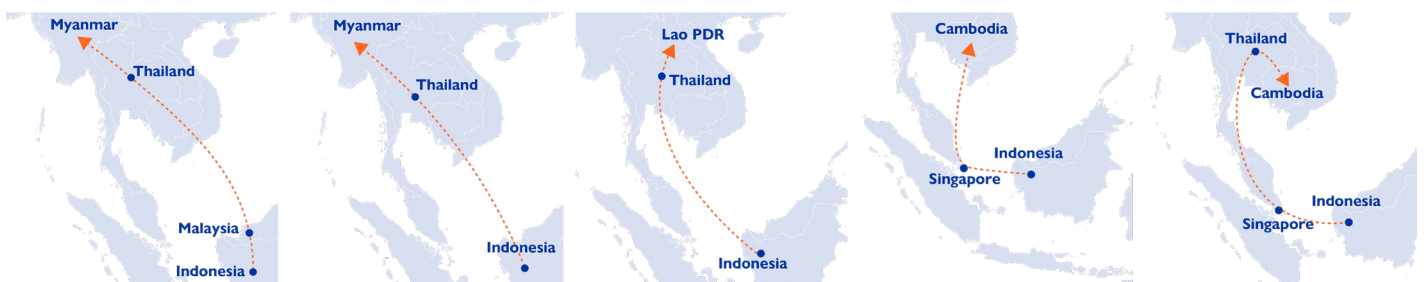 Myanmar
Thailand
Malaysia
Indonesia
Myanmar
Thailand
Indonesia
Lao PDR
Thailand
Indonesia
Cambodia
Indonesia
Singapore
Thailand
Cambodia
Indonesia
Singapore